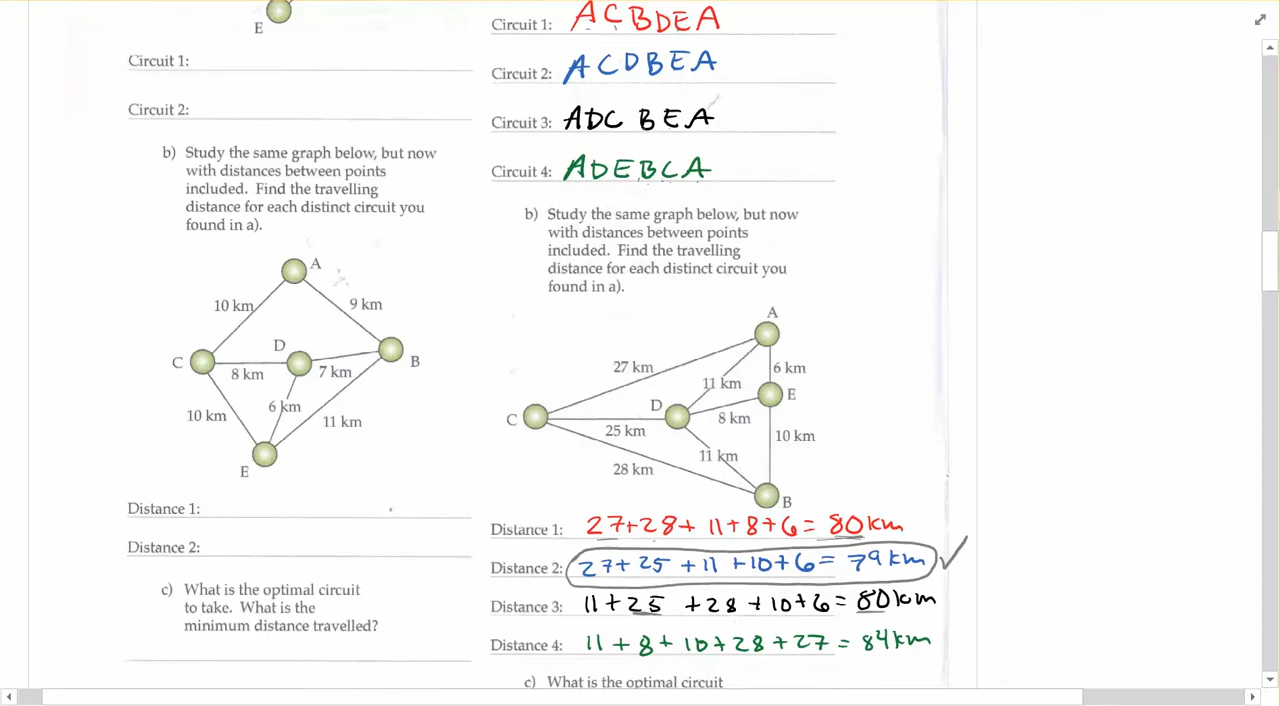 E
Circuit 1:
Circuit 2:
b) Study the same graph below, but now
with distances between points
included. Find the travelling
distance for each distinct circuit you
found in a).
A
10 km
9 km
D
C
B
8 km
7 km
6 km
10 km
11 km
E
Distance 1:
Distance 2:
c) What is the optimal circuit
to take. What is the
minimum distance travelled?
Circuit 1: ACBDEA
Circuit 2: ACDBEA
Circuit 3: ADCBEA
Circuit 4: ADEBCA
b) Study the same graph below, but now
with distances between points
included. Find the travelling
distance for each distinct circuit you
found in a).
A
27 km
6 km
11 km
E
D
C
8 km
25 km
10 km
11 km
28 km
B
Distance 1: 27+28+11+8+6=80km
Distance 2: 27+25+11+10+6=79km
Distance 3: 11+25+28+10+6=80km
Distance 4: 11+8+10+28+27=84km
c) What is the optimal circuit